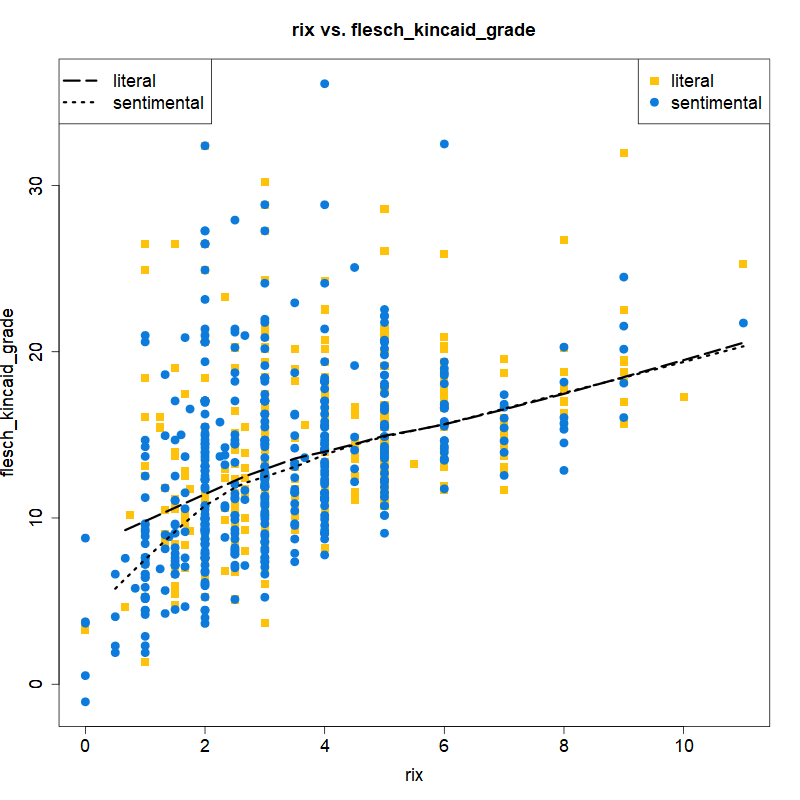 rix vs. flesch_kincaid_grade
literal
sentimental
literal
sentimental
flesch_kincaid_grade
30
20
10
0
0 2 4 6 8 10
rix